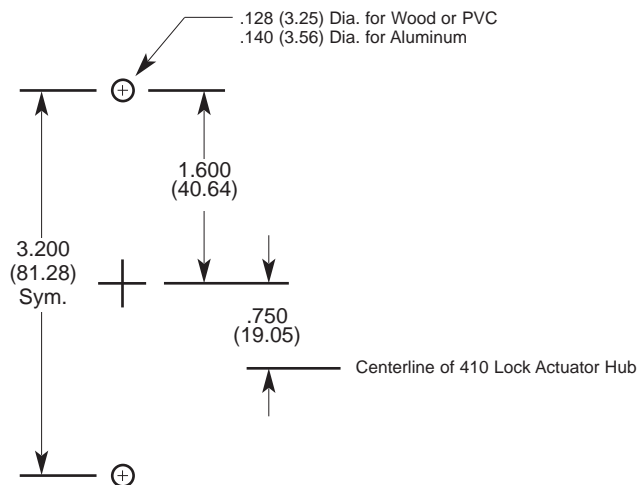 .128 (3.25) Dia. for Wood or PVC
.140 (3.56) Dia. for Aluminum
1.600
(40.64)
3.200
(81.28)
Sym.
.750
(19.05)
Centerline of 410 Lock Actuator Hub